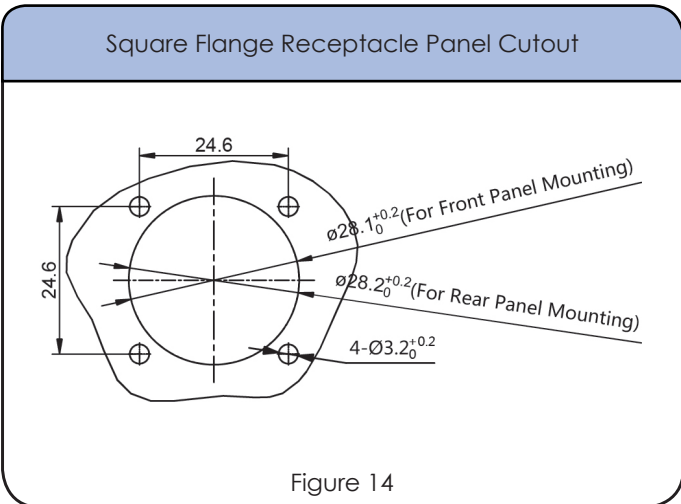 Square Flange Receptacle Panel Cutout
24.6
ø28.1+0.2 0(For Front Panel Mounting)
24.6
ø28.2+0.2 0(For Rear Panel Mounting)
4-Ø3.2+0.2 0
Figure 14